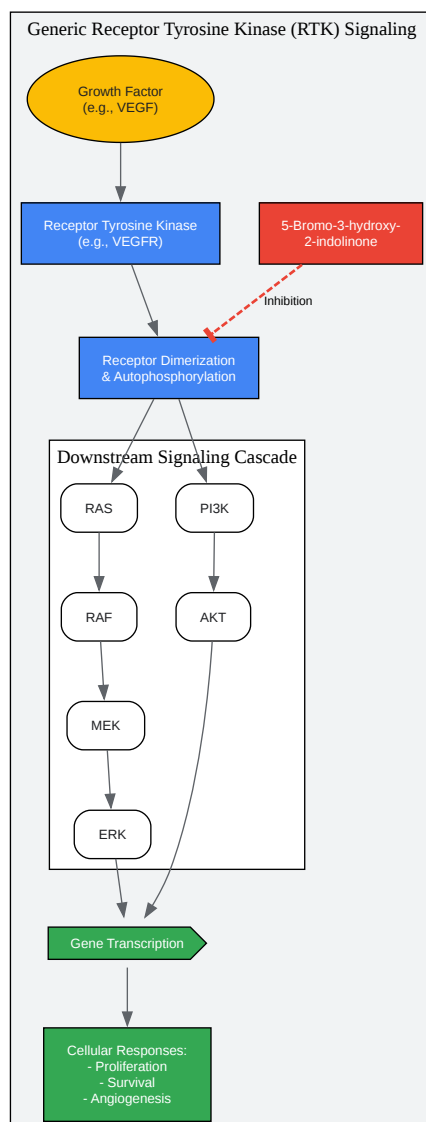 Generic Receptor Tyrosine Kinase (RTK) Signaling
Growth Factor
(e.g., VEGF)
Receptor Tyrosine Kinase
(e.g., VEGFR)
5-Bromo-3-hydroxy-
2-indolinone
Inhibition
Receptor Dimerization
& Autophosphorylation
Downstream Signaling Cascade
RAS
PI3K
RAF
AKT
MEK
ERK
Gene Transcription
Cellular Responses:
- Proliferation
- Survival
- Angiogenesis